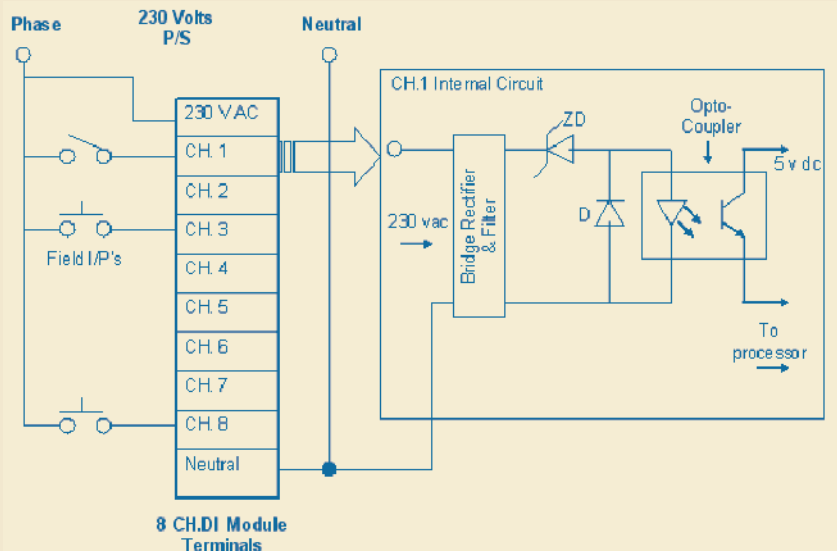 Phase
230 Volts
P/S
Neutral
230 VAC
CH. 1
CH. 2
CH. 3
CH. 4
CH. 5
CH. 6
CH. 7
CH. 8
Neutral
Field I/P's
8 CH.DI Module
Terminals
CH.1 Internal Circuit
230 vac
Bridge Rectifier
& Filter
ZD
D
Opto-
Coupler
5 v dc
To
processor